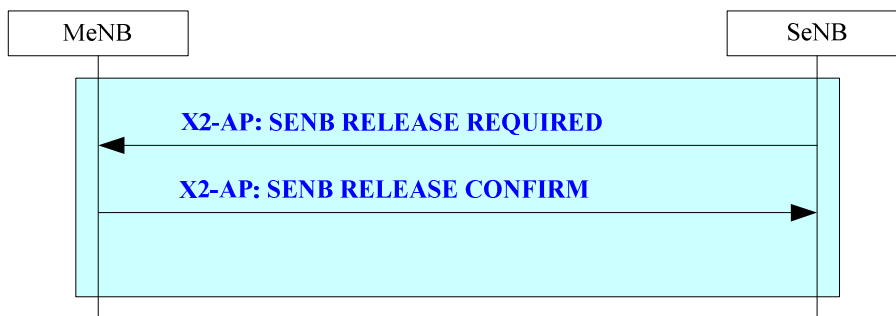 MeNB
SeNB
X2-AP: SENB RELEASE REQUIRED
X2-AP: SENB RELEASE CONFIRM